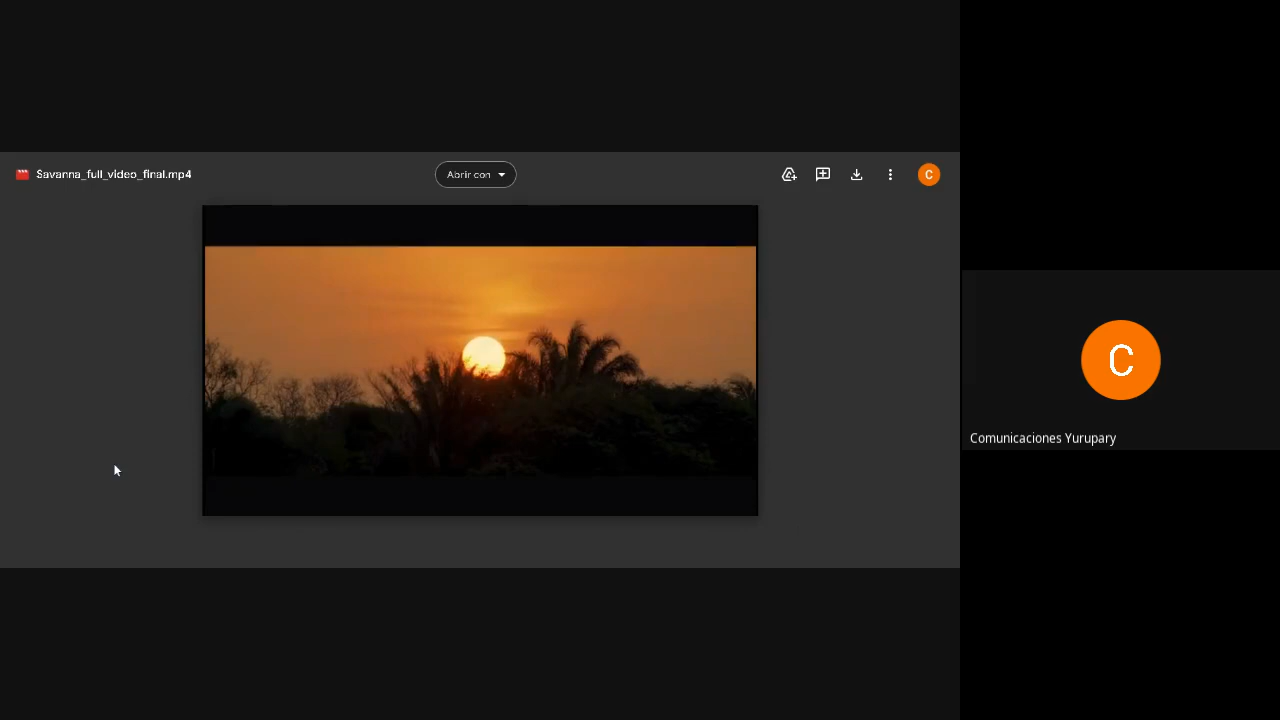 Savanna_full_video_final.mp4
Abrir con
C
C
Comunicaciones Yurupary